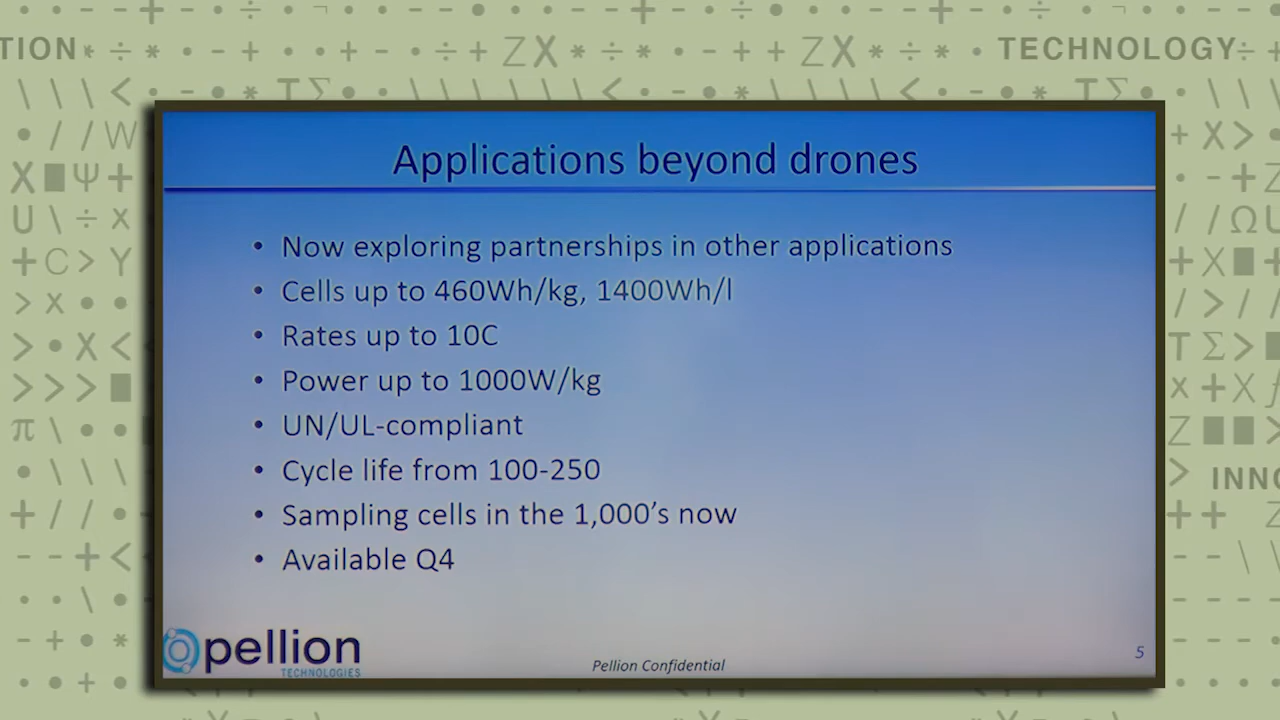 TION
TECHNOLOGY
Applications beyond drones
• Now exploring partnerships in other applications
• Cells up to 460Wh/kg, 1400Wh/l
• Rates up to 10C
• Power up to 1000W/kg
• UN/UL-compliant
• Cycle life from 100-250
• Sampling cells in the 1,000’s now
• Available Q4
INNO
pellion
TECHNOLOGIES
Pellion Confidential
5